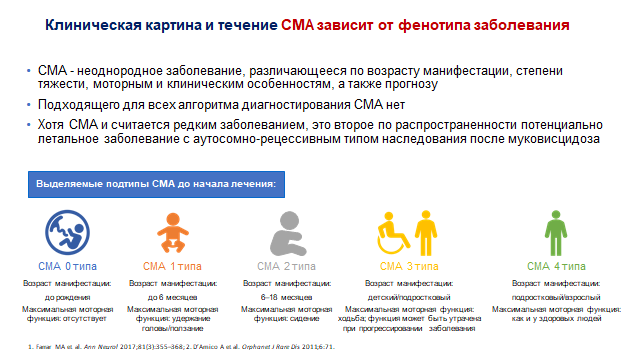 Клиническая картина и течение СМА зависит от фенотипа заболевания
• СМА - неоднородное заболевание, различающееся по возрасту манифестации, степени
тяжести, моторным и клиническим особенностям, а также прогнозу
• Подходящего для всех алгоритма диагностирования СМА нет
• Хотя СМА и считается редким заболеванием, это второе по распространенности потенциально
летальное заболевание с аутосомно-рецессивным типом наследования после муковисцидоза
Выделяемые подтипы СМА до начала лечения:
СМА 0 типа
Возраст манифестации:
до рождения
Максимальная моторная
функция: отсутствует
СМА 1 типа
Возраст манифестации:
до 6 месяцев
Максимальная моторная
функция: удержание
головы/ползание
СМА 2 типа
Возраст манифестации:
6–18 месяцев
Максимальная моторная
функция: сидение
СМА 3 типа
Возраст манифестации:
детский/подростковый
Максимальная моторная функция:
ходьба; функция может быть утрачена
при прогрессировании заболевания
СМА 4 типа
Возраст манифестации:
подростковый/взрослый
Максимальная моторная функция:
как и у здоровых людей
1. Farrar MA et al. Ann Neurol 2017;81(3):355–368; 2. D'Amico A et al. Orphanet J Rare Dis 2011;6:71.